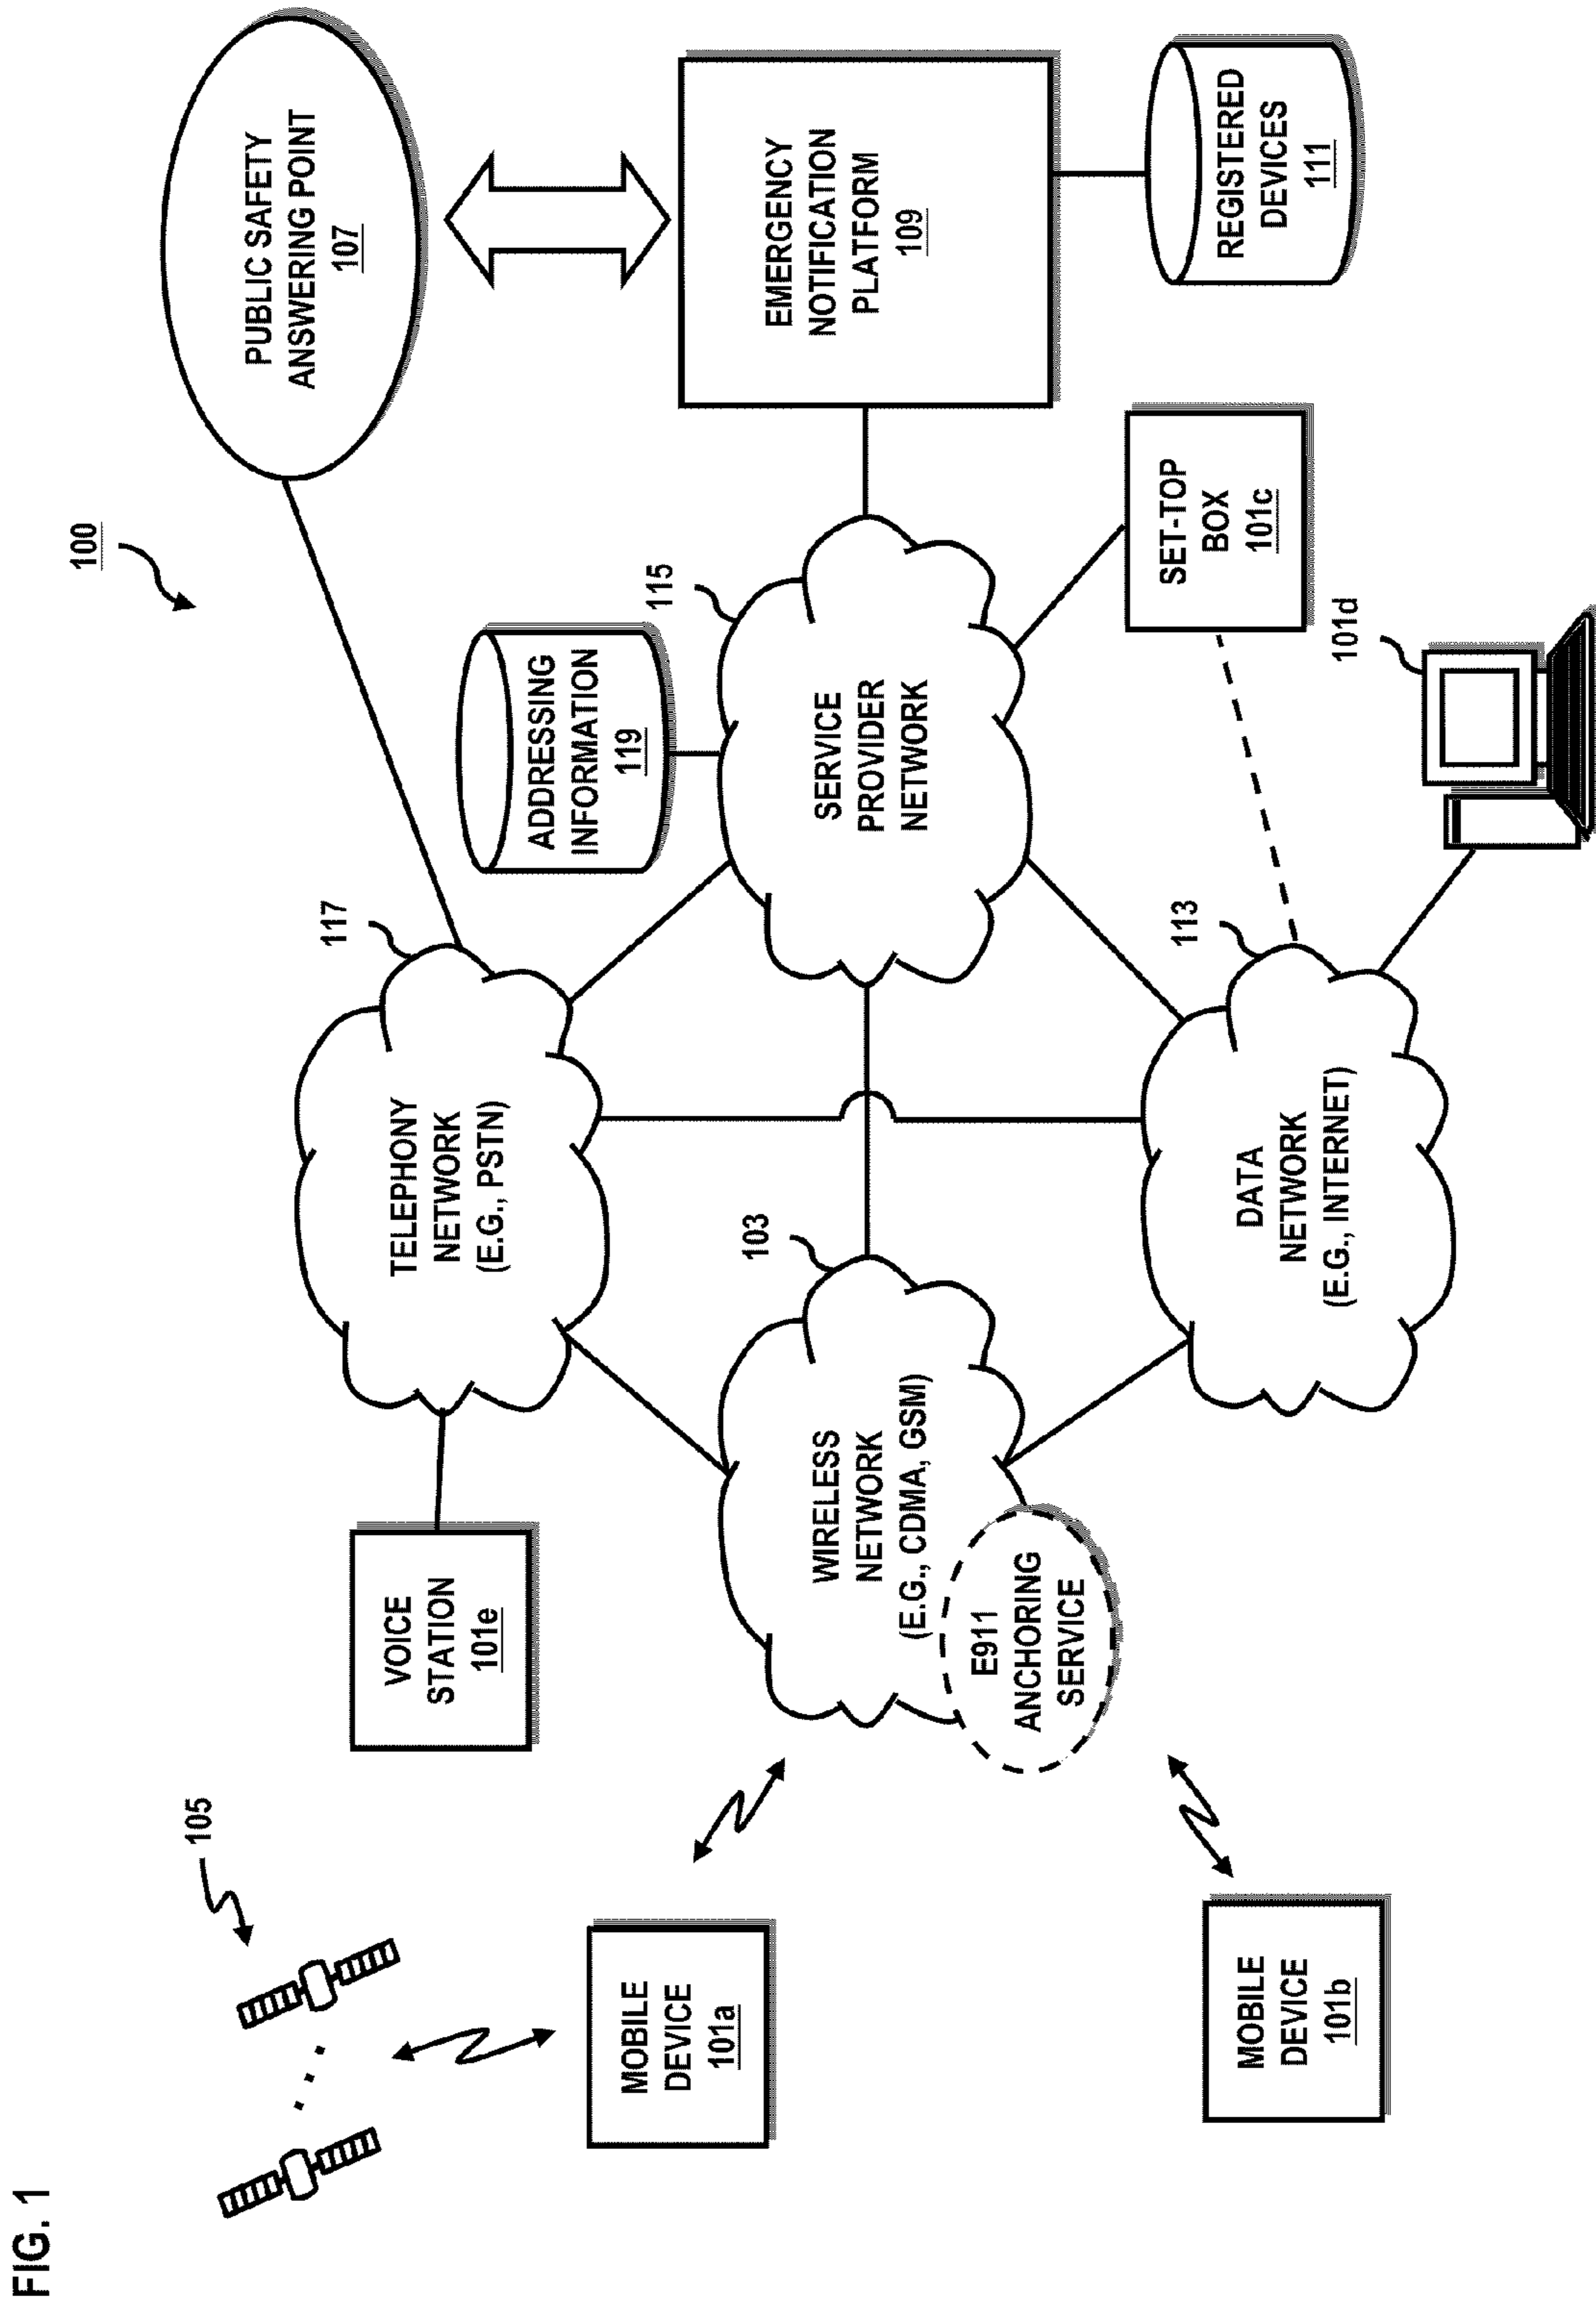 FIG. 1
100
105
VOICE
STATION
101e
117
TELEPHONY
NETWORK
(E.G., PSTN)
PUBLIC SAFETY
ANSWERING POINT
107
ADDRESSING
INFORMATION
119
115
MOBILE
DEVICE
101a
103
WIRELESS
NETWORK
(E.G., CDMA, GSM)
E911
ANCHORING
SERVICE
SERVICE
PROVIDER
NETWORK
EMERGENCY
NOTIFICATION
PLATFORM
109
MOBILE
DEVICE
101b
113
DATA
NETWORK
(E.G., INTERNET)
SET-TOP
BOX
101c
REGISTERED
DEVICES
111
101d